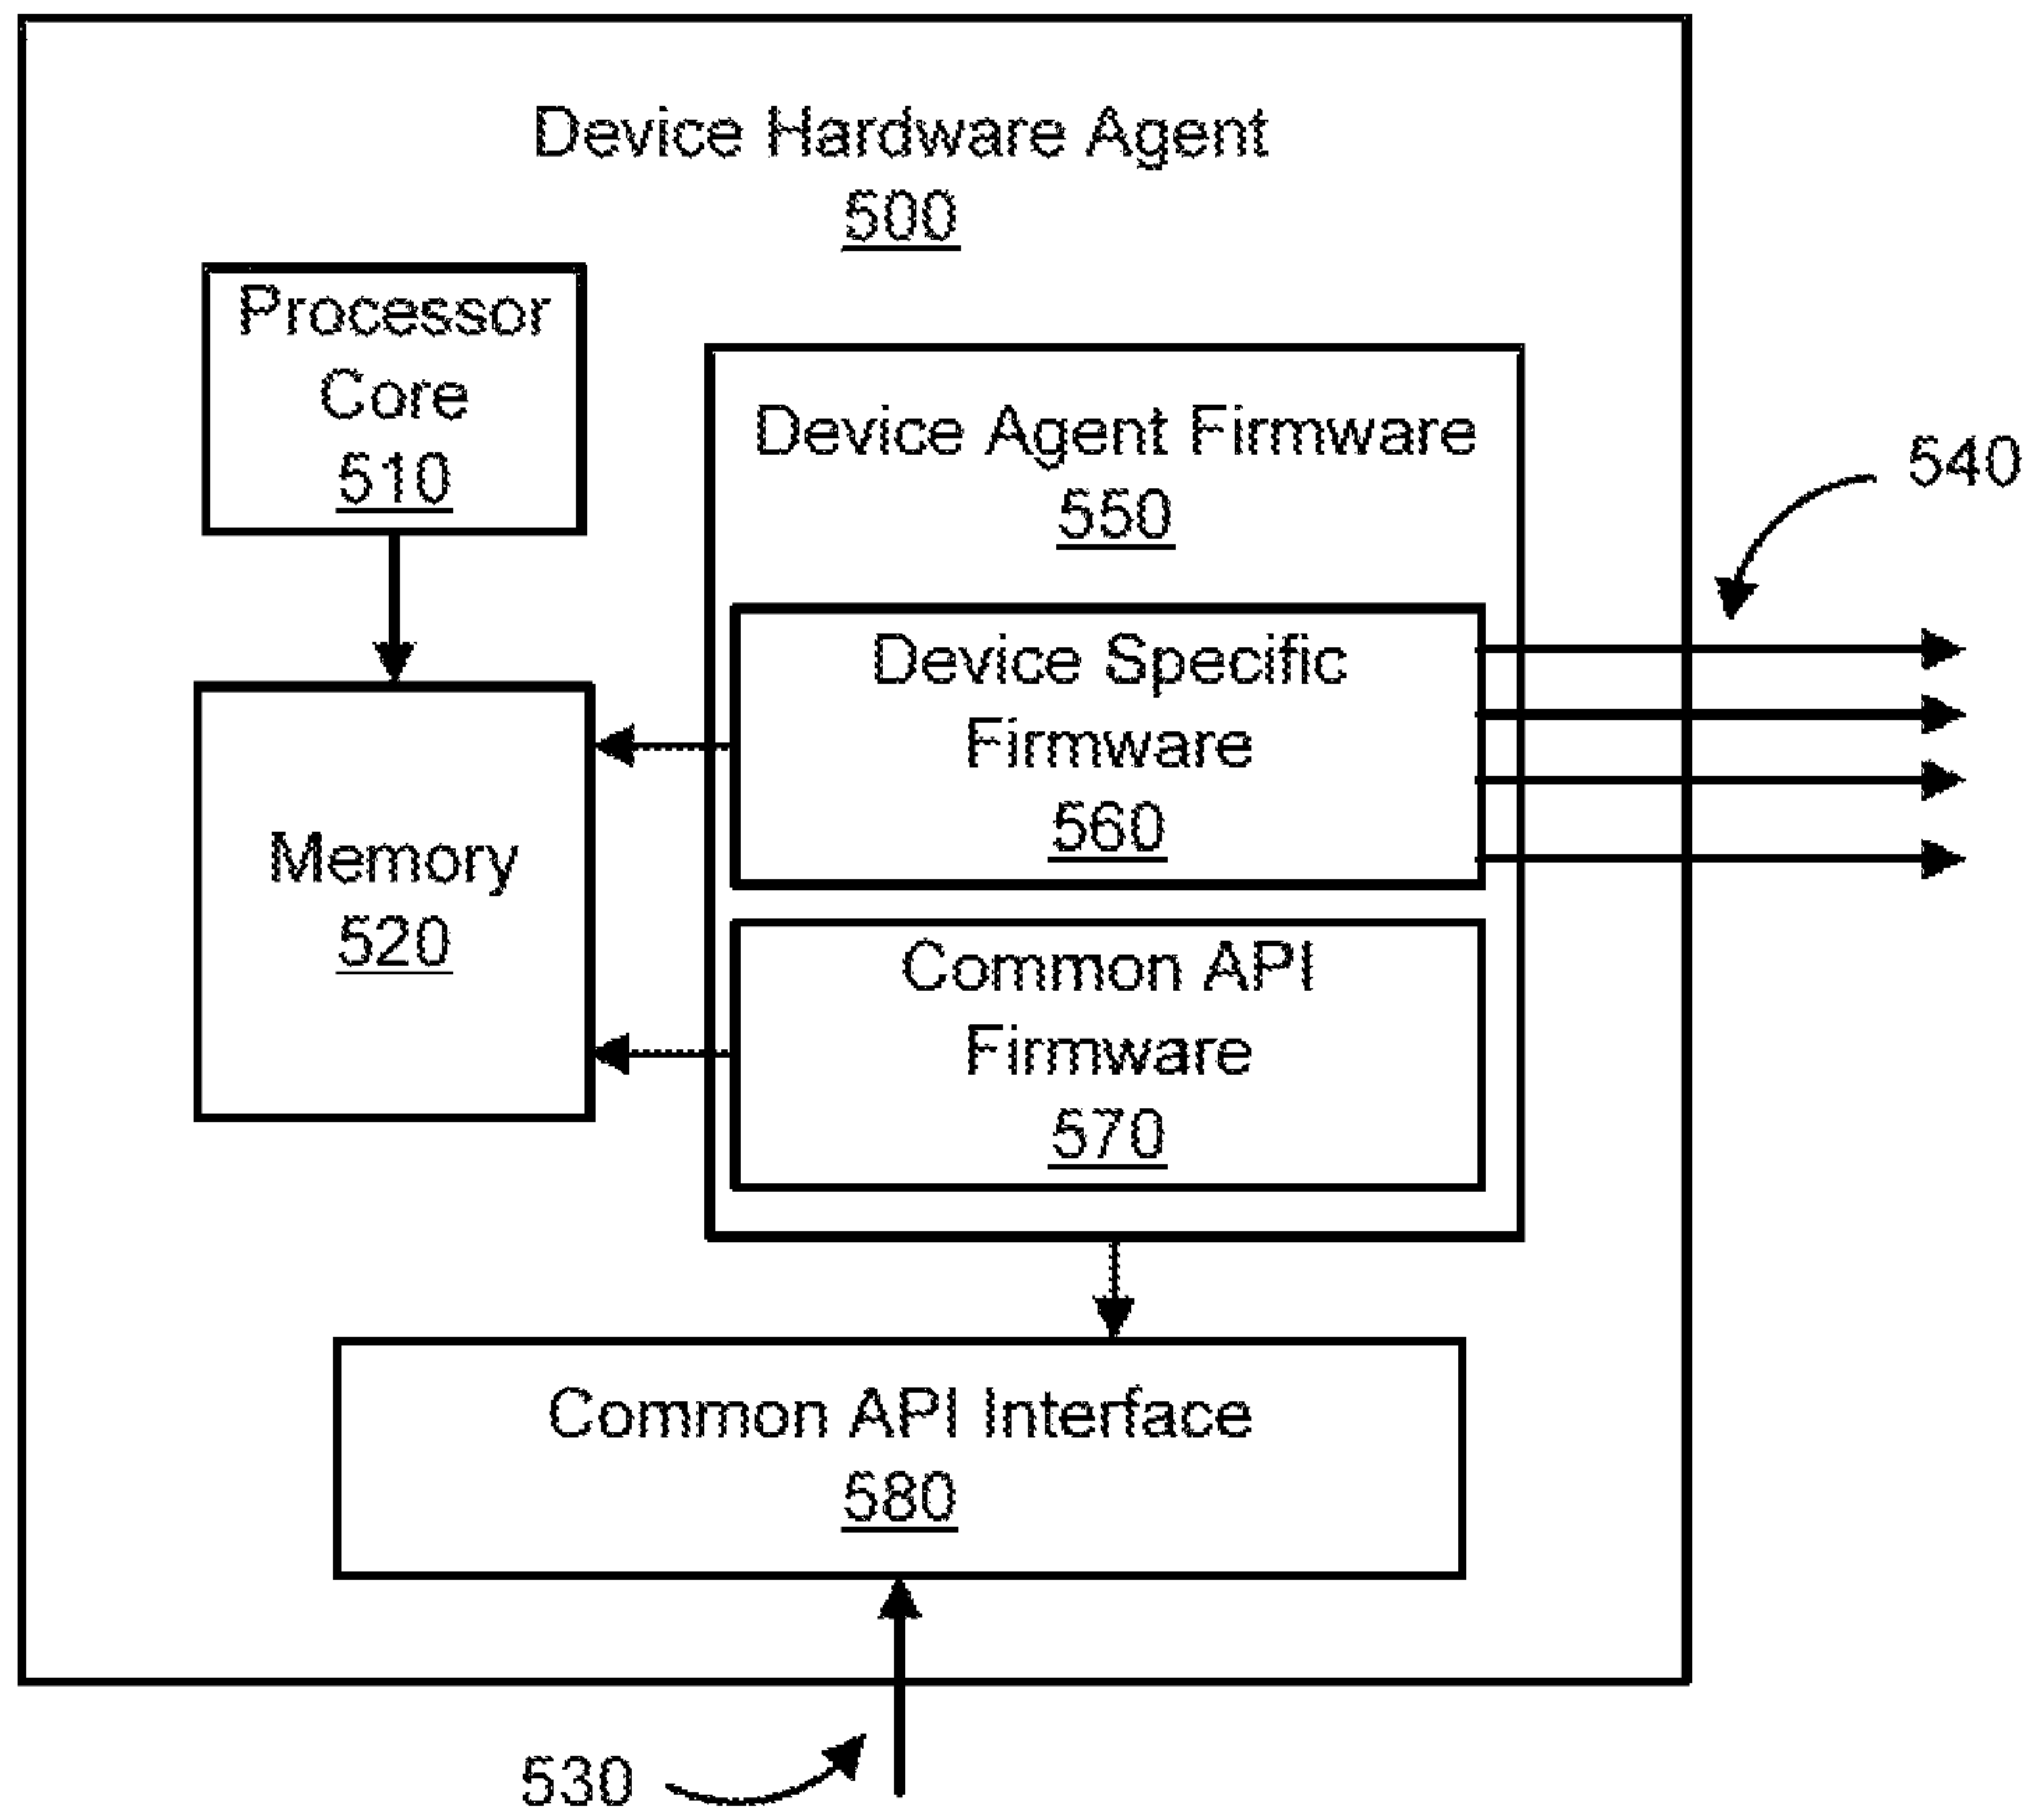 Device Hardware Agent
500
Processor
Core
510
Device Agent Firmware
550
540
Device Specific
Firmware
560
Memory
520
Common API
Firmware
570
Common API Interface
580
530